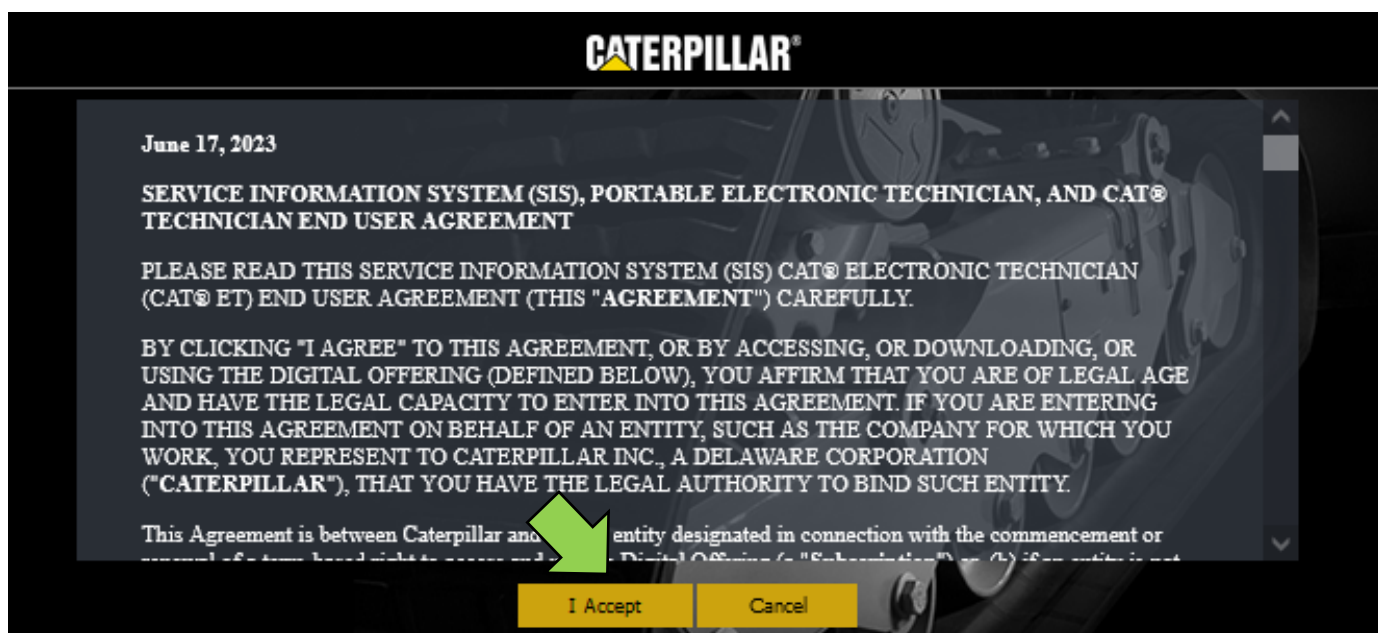 CATERPILLAR®
June 17, 2023
SERVICE INFORMATION SYSTEM (SIS), PORTABLE ELECTRONIC TECHNICIAN, AND CAT®
TECHNICIAN END USER AGREEMENT
PLEASE READ THIS SERVICE INFORMATION SYSTEM (SIS) CAT® ELECTRONIC TECHNICIAN
(CAT® ET) END USER AGREEMENT (THIS "AGREEMENT") CAREFULLY.
BY CLICKING "I AGREE" TO THIS AGREEMENT, OR BY ACCESSING, OR DOWNLOADING, OR
USING THE DIGITAL OFFERING (DEFINED BELOW), YOU AFFIRM THAT YOU ARE OF LEGAL AGE
AND HAVE THE LEGAL CAPACITY TO ENTER INTO THIS AGREEMENT. IF YOU ARE ENTERING
INTO THIS AGREEMENT ON BEHALF OF AN ENTITY, SUCH AS THE COMPANY FOR WHICH YOU
WORK, YOU REPRESENT TO CATERPILLAR INC., A DELAWARE CORPORATION
("CATERPILLAR"), THAT YOU HAVE THE LEGAL AUTHORITY TO BIND SUCH ENTITY.
This Agreement is between Caterpillar and entity designated in connection with the commencement or
I Accept Cancel